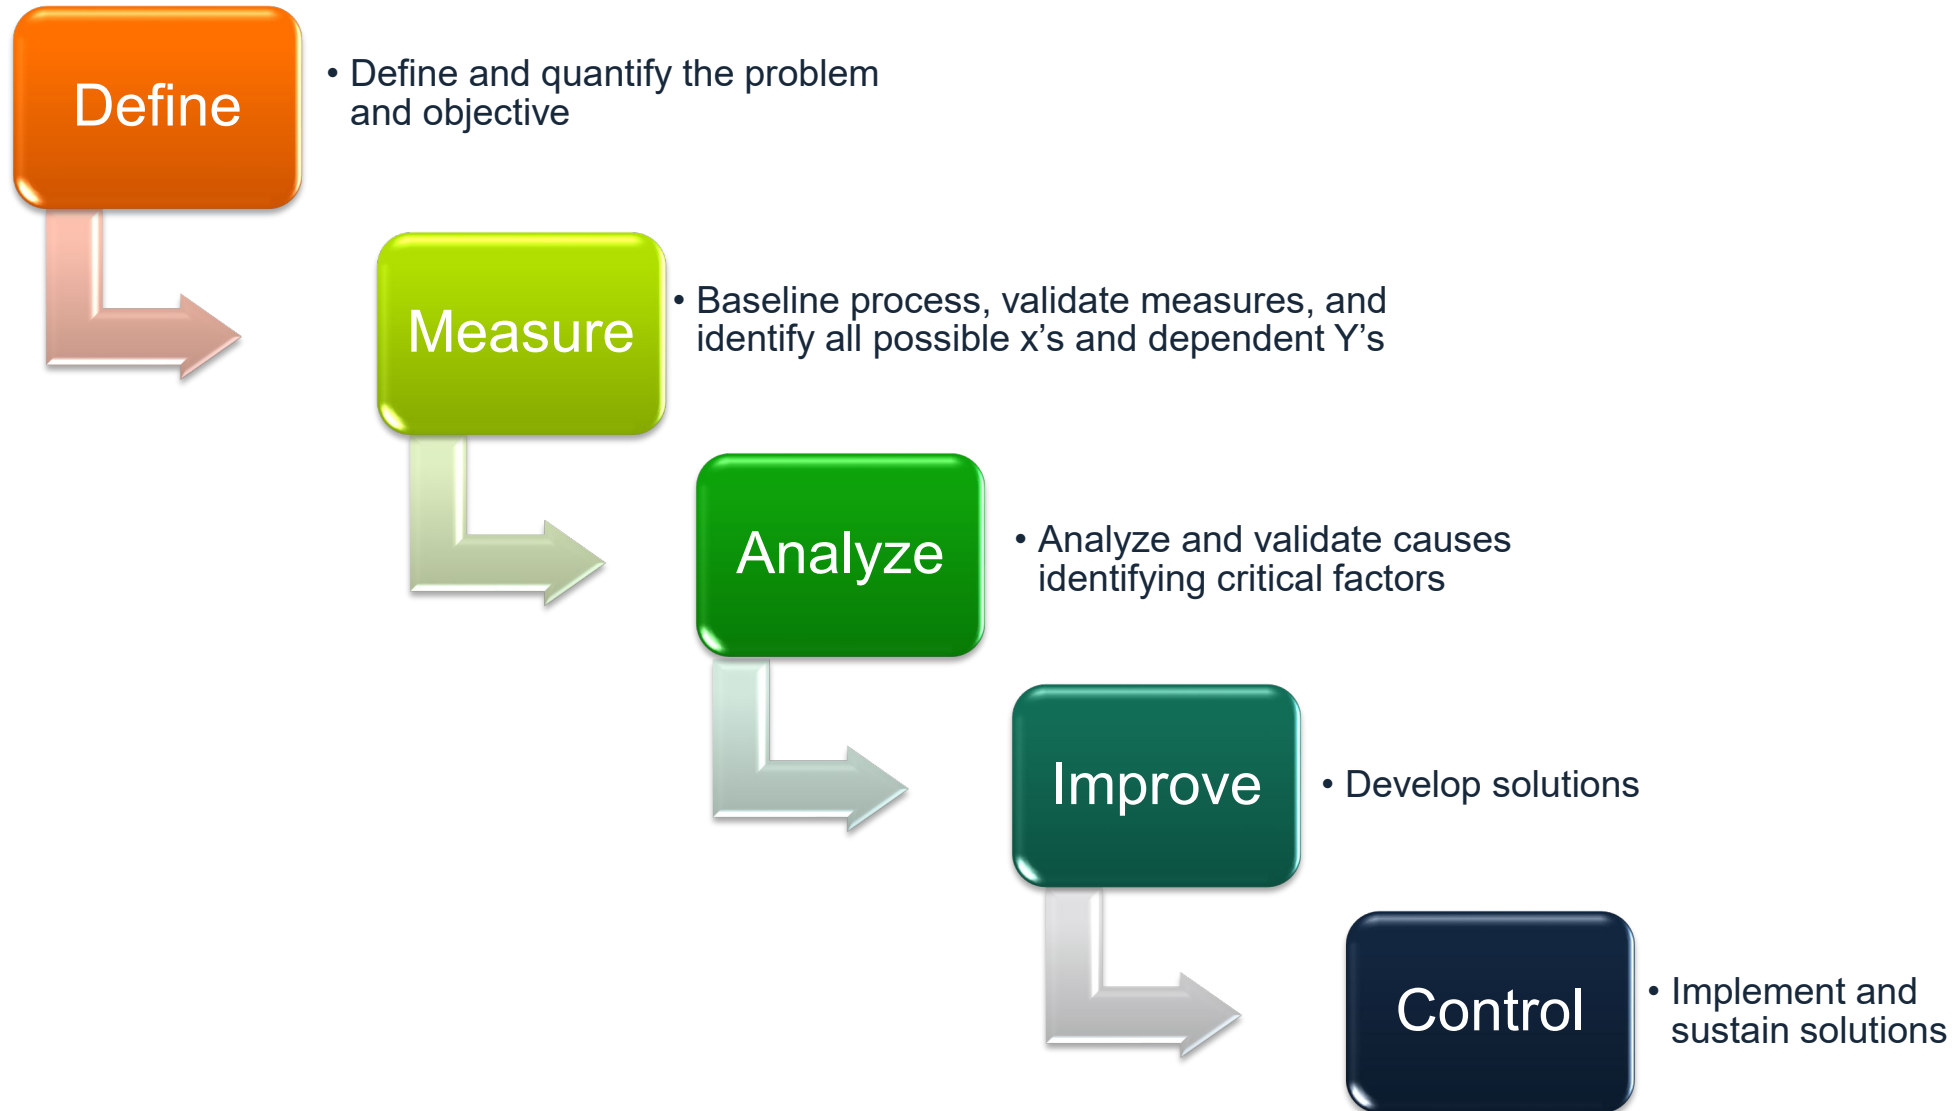 Define
• Define and quantify the problem
and objective
Measure
• Baseline process, validate measures, and
identify all possible x’s and dependent Y’s
Analyze
• Analyze and validate causes
identifying critical factors
Improve
• Develop solutions
Control
• Implement and
sustain solutions